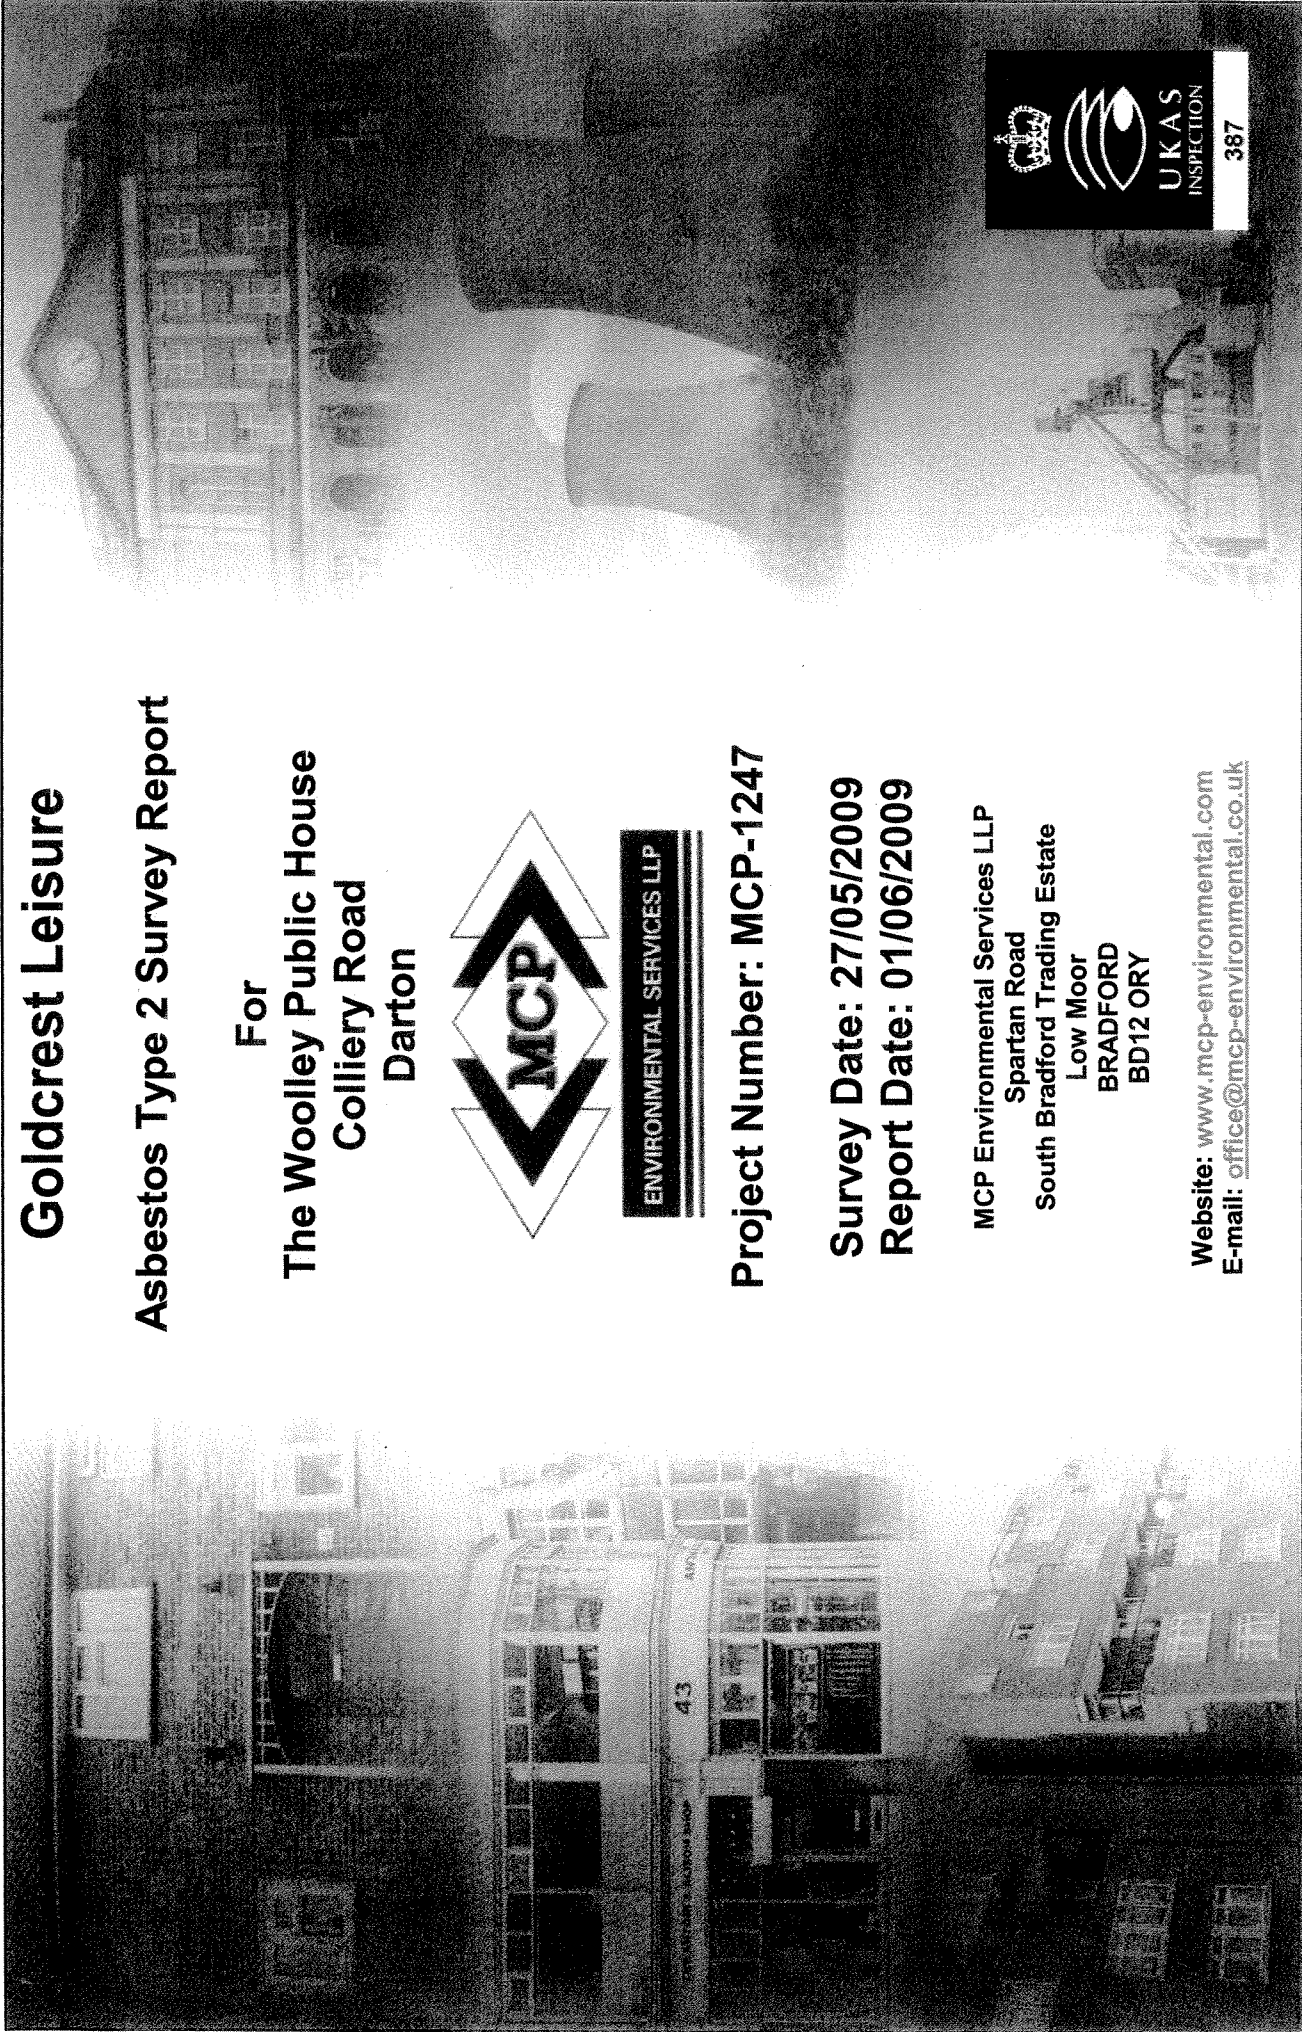 Goldcrest Leisure
Asbestos Type 2 Survey Report
For
The Woolley Public House
Colliery Road
Darton
MCP
ENVIRONMENTAL SERVICES LLP
Project Number: MCP-1247
Survey Date: 27/05/2009
Report Date: 01/06/2009
MCP Environmental Services LLP
Spartan Road
South Bradford Trading Estate
Low Moor
BRADFORD
BD12 ORY
Website: www.mcp-environmental.com
E-mail: office@mcp-environmental.co.uk
UKAS
INSPECTION
387
43